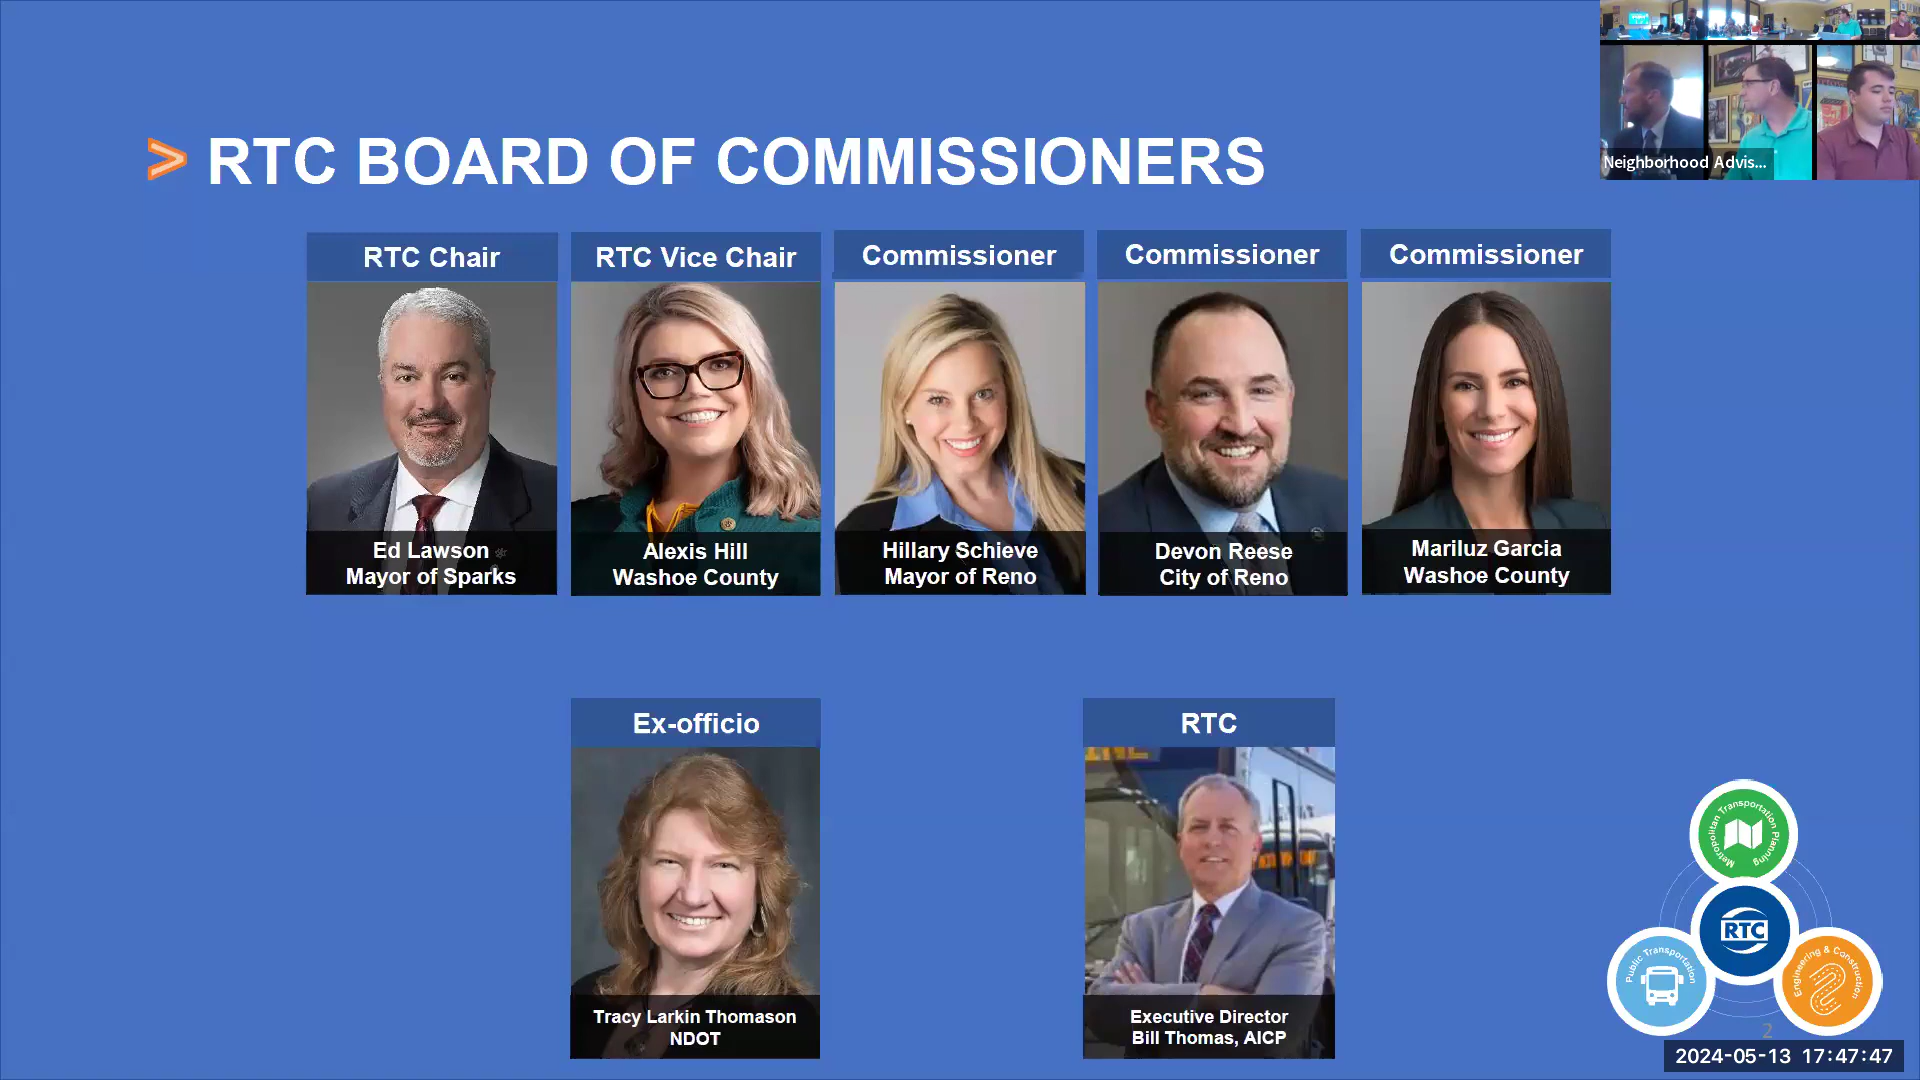 > RTC BOARD OF COMMISSIONERS
Neighborhood Advis...
RTC Chair
RTC Vice Chair
Commissioner
Commissioner
Commissioner
Ed Lawson
Mayor of Sparks
Alexis Hill
Washoe County
Hillary Schieve
Mayor of Reno
Devon Reese
City of Reno
Mariluz Garcia
Washoe County
Ex-officio
RTC
Tracy Larkin Thomason
NDOT
Executive Director
Bill Thomas, AICP
Metropolitan Transportation Planning
RTC
Public Transportation
Engineering & Construction
2
2024-05-13 17:47:47